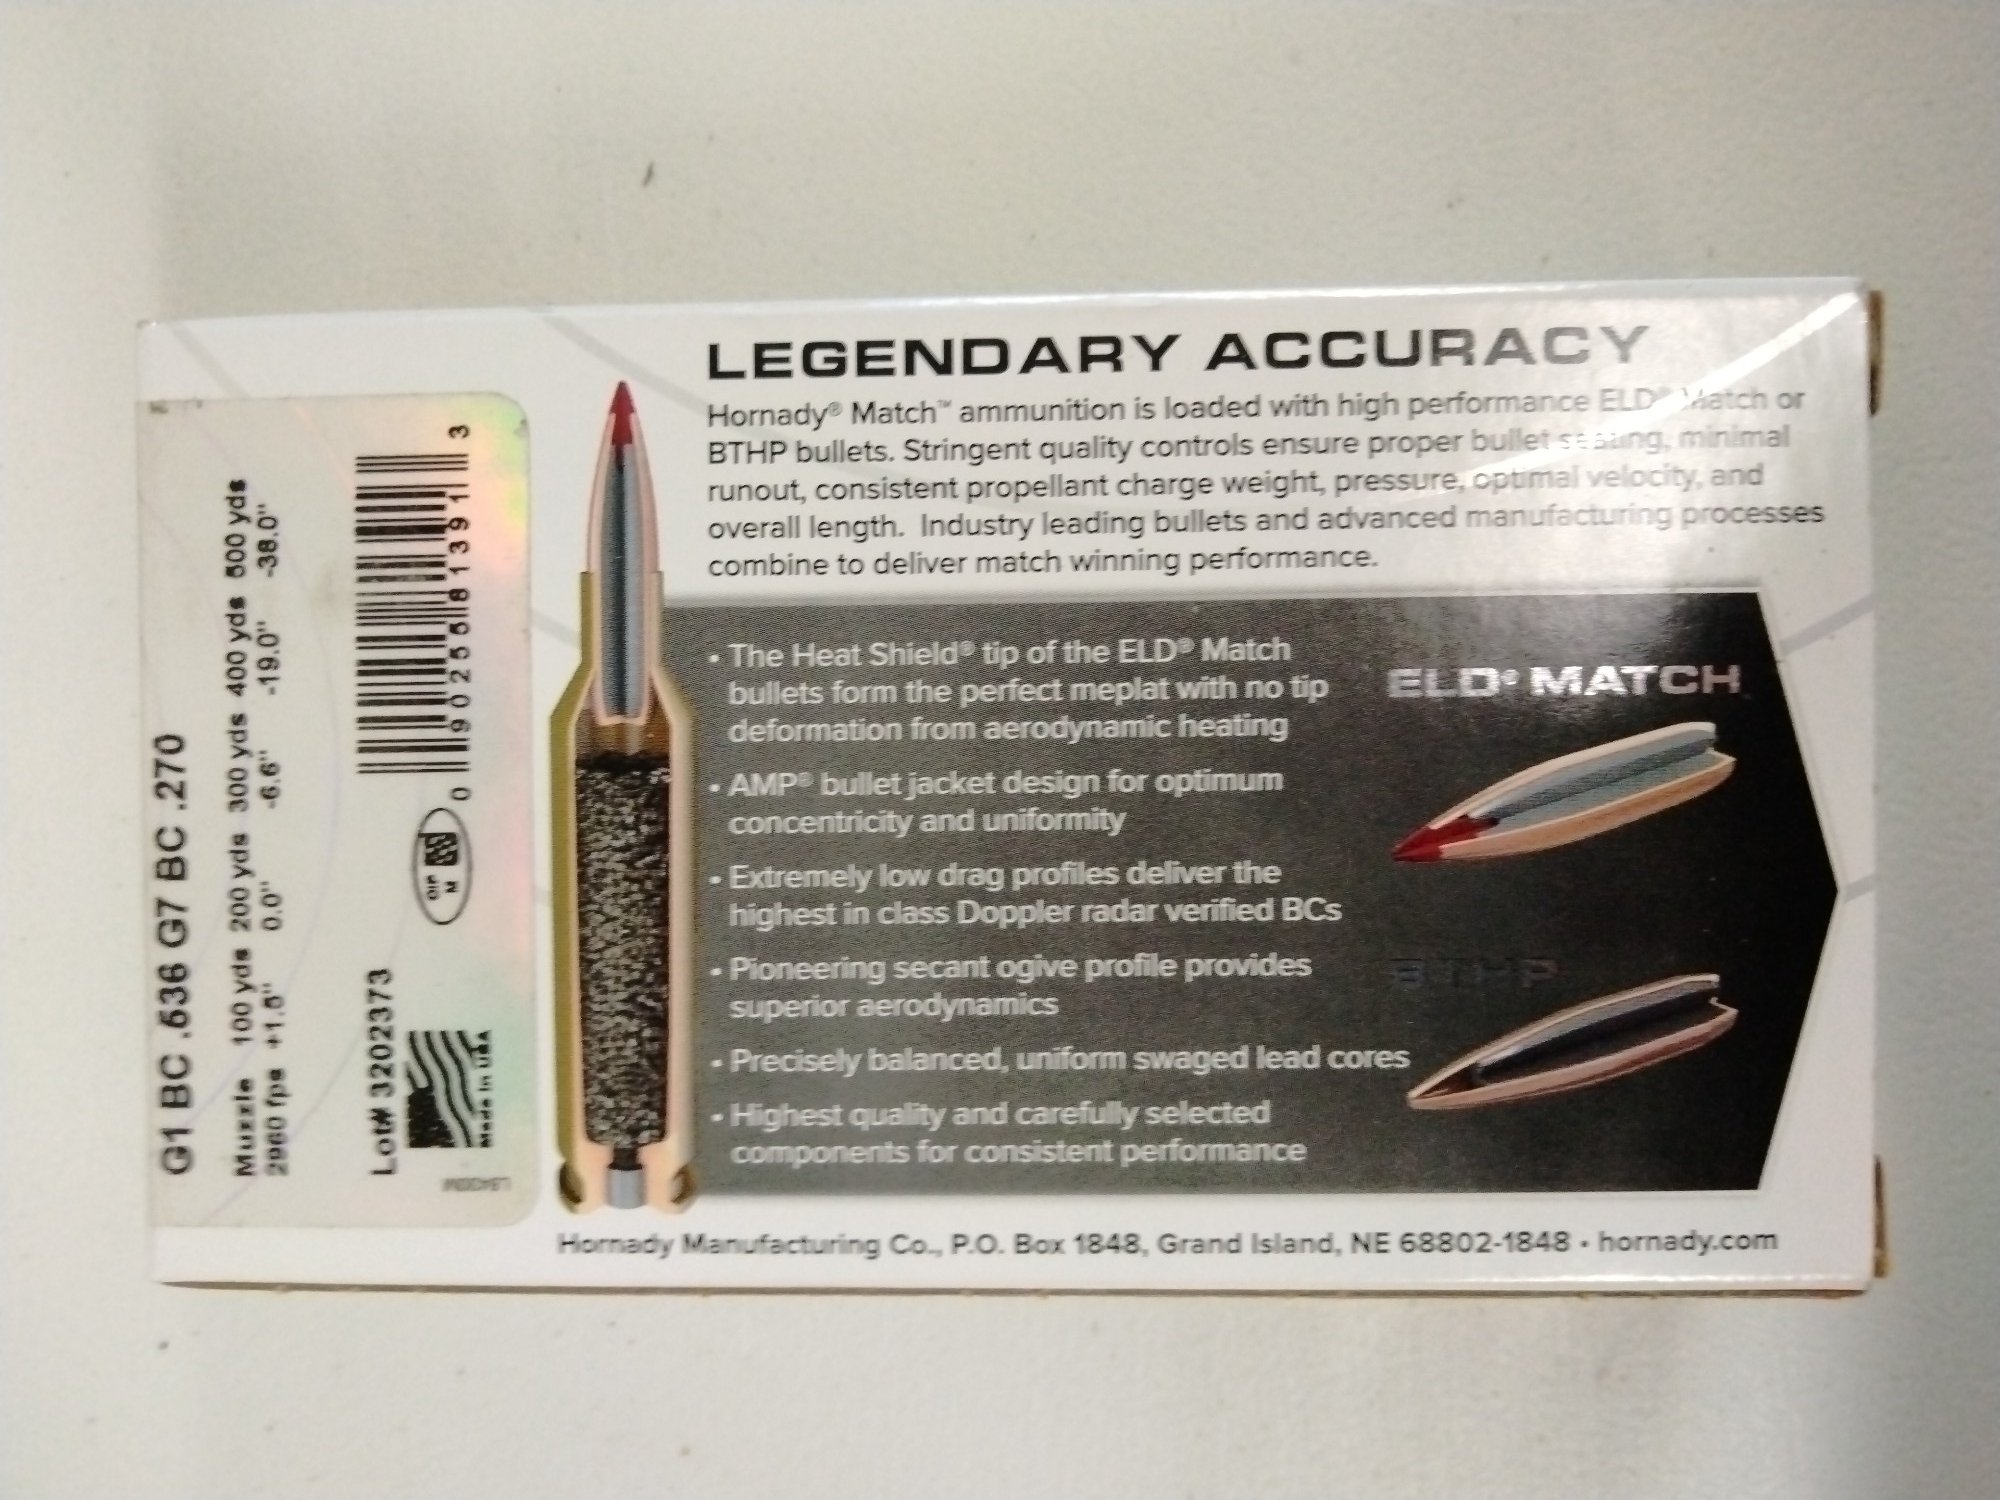 LEGENDARY ACCURACY
Hornady® Match™ ammunition is loaded with high performance ELD® Match or
BTHP bullets. Stringent quality controls ensure proper bullet seating, minimal
runout, consistent propellant charge weight, pressure, optimal velocity, and
overall length. Industry leading bullets and advanced manufacturing processes
combine to deliver match winning performance.
• The Heat Shield® tip of the ELD® Match
bullets form the perfect meplat with no tip
deformation from aerodynamic heating
• AMP® bullet jacket design for optimum
concentricity and uniformity
• Extremely low drag profiles deliver the
highest in class Doppler radar verified BCs
• Pioneering secant ogive profile provides
superior aerodynamics
• Precisely balanced, uniform swaged lead cores
• Highest quality and carefully selected
components for consistent performance
ELD® MATCH
BTHP
Hornady Manufacturing Co., P.O. Box 1848, Grand Island, NE 68802-1848 • hornady.com
G1 BC .536 G7 BC .270
Muzzle 100 yds 200 yds 300 yds 400 yds 500 yds
2960 fps +1.5" 0.0" -6.6" -19.0" -38.0"
Lot# 3202373
Made in USA
CIP
M
0 90255 81391 3